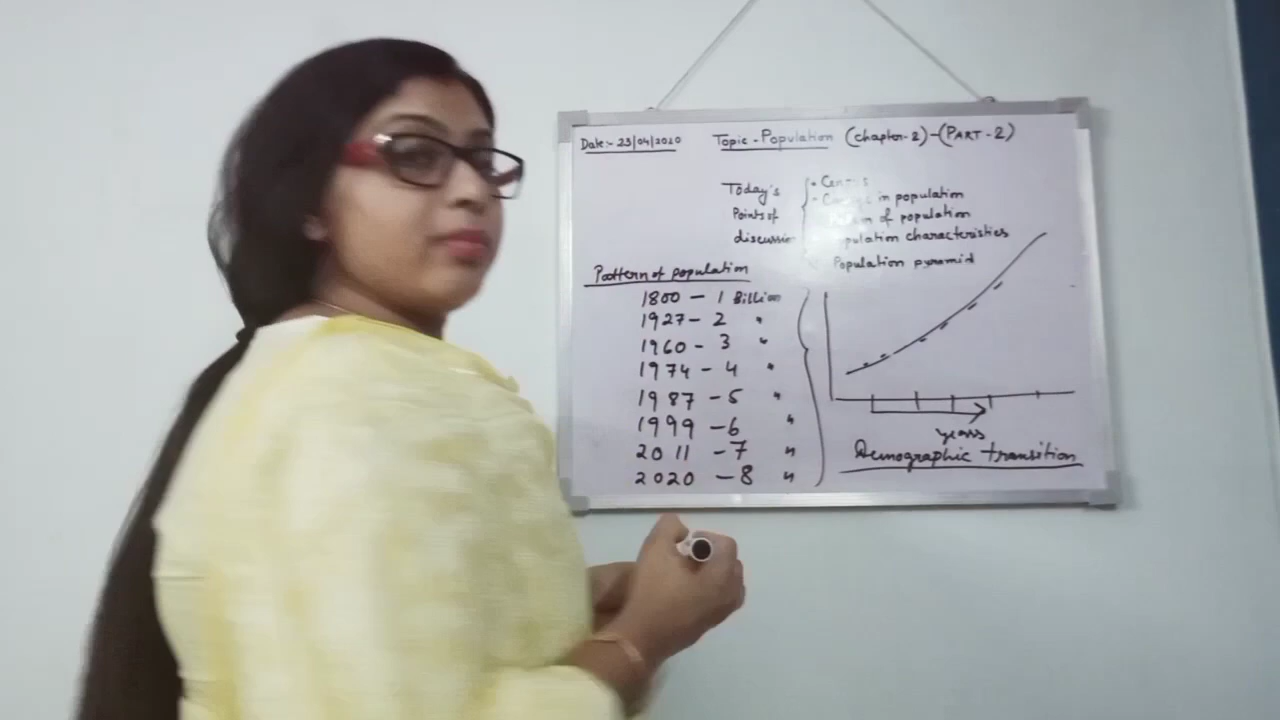 Date:- 23/04/2020 Topic - Population (chapter-2)-(PART-2)
Today's
Points of
discussion
in population
of population
characteristics
Population pyramid
Pattern of population
1800 - 1 Billion
1927 - 2 "
1960 - 3 "
1974 - 4 "
1987 - 5 "
1999 - 6 "
2011 - 7 "
2020 - 8 "
years
Demographic transition